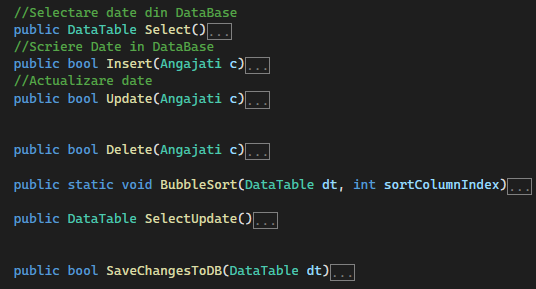 //Selectare date din DataBase
public DataTable Select()...
//Scriere Date in DataBase
public bool Insert(Angajati c)...
//Actualizare date
public bool Update(Angajati c)...
public bool Delete(Angajati c)...
public static void BubbleSort(DataTable dt, int sortColumnIndex)...
public DataTable SelectUpdate()...
public bool SaveChangesToDB(DataTable dt)...